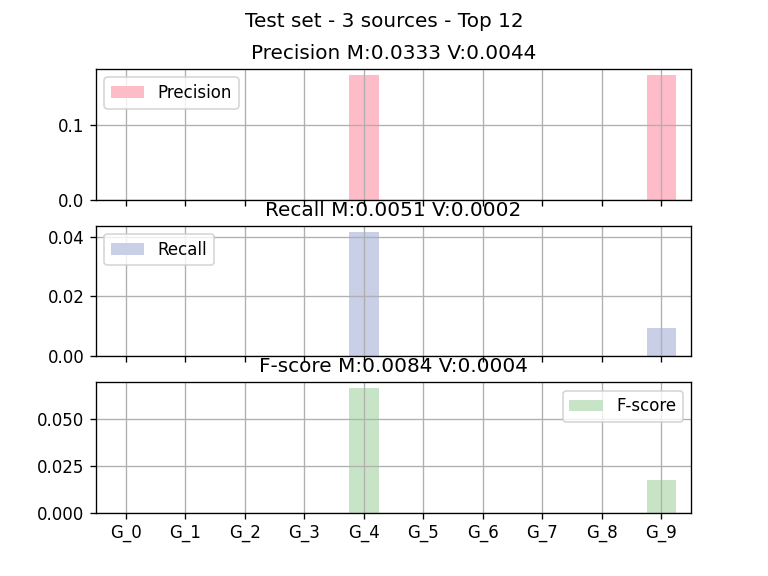 Test set - 3 sources - Top 12
Precision M:0.0333 V:0.0044
Precision
0.1
0.0
Recall M:0.0051 V:0.0002
Recall
0.04
0.02
0.00
F-score M:0.0084 V:0.0004
F-score
0.050
0.025
0.000
G_0 G_1 G_2 G_3 G_4 G_5 G_6 G_7 G_8 G_9